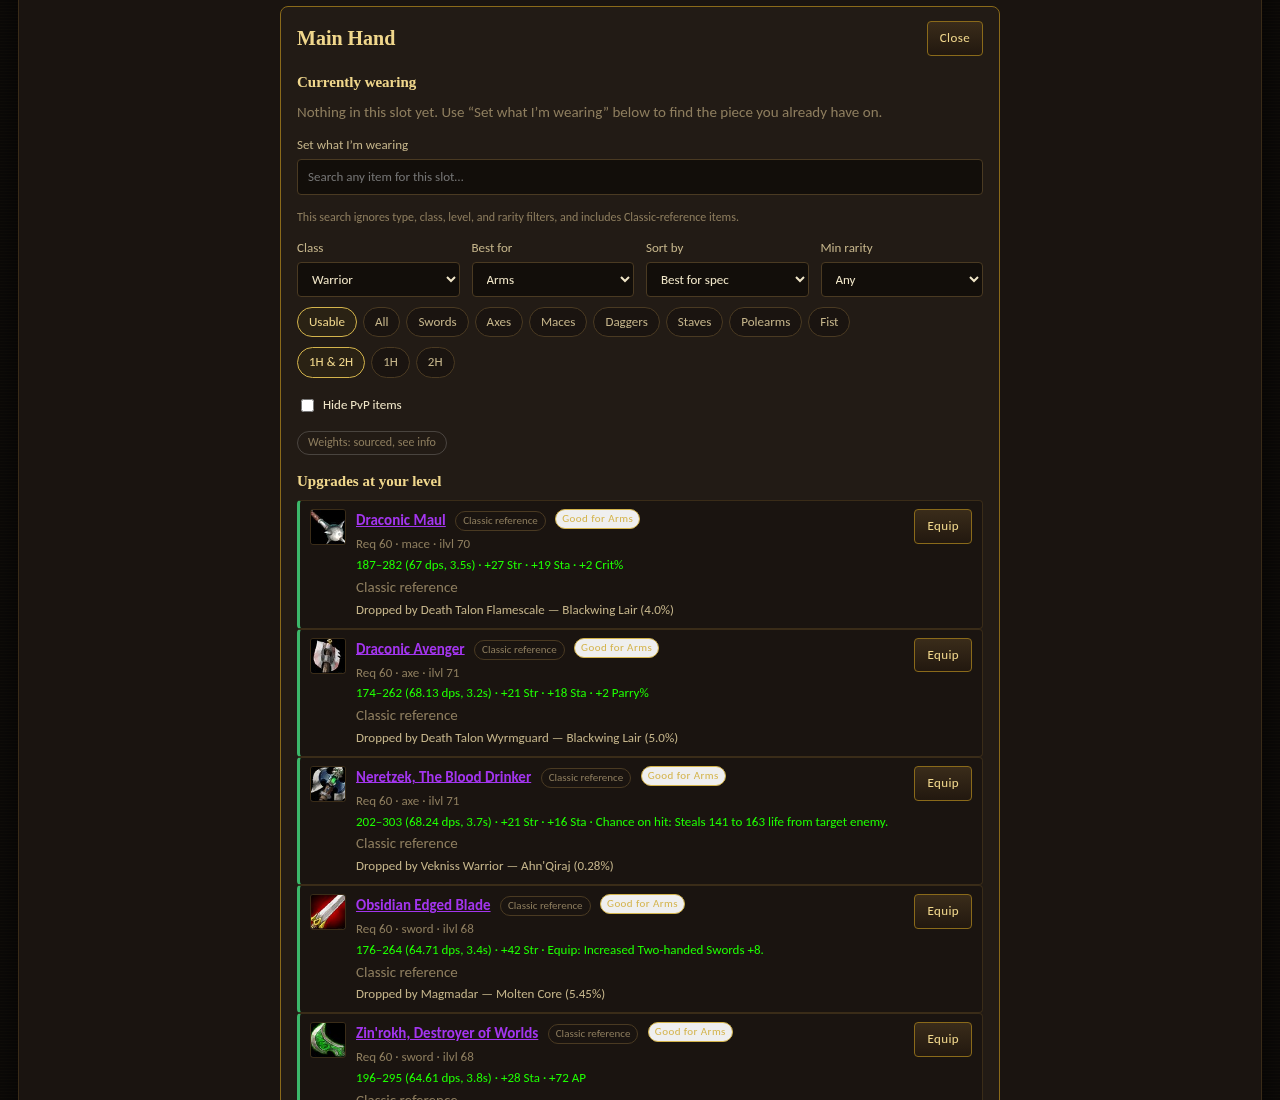 Main Hand
Close
Currently wearing
Nothing in this slot yet. Use “Set what I'm wearing” below to find the piece you already have on.
Set what I'm wearing
Search any item for this slot...
This search ignores type, class, level, and rarity filters, and includes Classic-reference items.
Class Best for Sort by Min rarity
Warrior Arms Best for spec Any
Usable All Swords Axes Maces Daggers Staves Polearms Fist
1H & 2H 1H 2H
Hide PvP items
Weights: sourced, see info
Upgrades at your level
Draconic Maul Classic reference Good for Arms Equip
Req 60 · mace · ilvl 70
187–282 (67 dps, 3.5s) · +27 Str · +19 Sta · +2 Crit%
Classic reference
Dropped by Death Talon Flamescale — Blackwing Lair (4.0%)
Draconic Avenger Classic reference Good for Arms Equip
Req 60 · axe · ilvl 71
174–262 (68.13 dps, 3.2s) · +21 Str · +18 Sta · +2 Parry%
Classic reference
Dropped by Death Talon Wyrmguard — Blackwing Lair (5.0%)
Neretzek, The Blood Drinker Classic reference Good for Arms Equip
Req 60 · axe · ilvl 71
202–303 (68.24 dps, 3.7s) · +21 Str · +16 Sta · Chance on hit: Steals 141 to 163 life from target enemy.
Classic reference
Dropped by Vekniss Warrior — Ahn'Qiraj (0.28%)
Obsidian Edged Blade Classic reference Good for Arms Equip
Req 60 · sword · ilvl 68
176–264 (64.71 dps, 3.4s) · +42 Str · Equip: Increased Two-handed Swords +8.
Classic reference
Dropped by Magmadar — Molten Core (5.45%)
Zin'rokh, Destroyer of Worlds Classic reference Good for Arms Equip
Req 60 · sword · ilvl 68
196–295 (64.61 dps, 3.8s) · +28 Sta · +72 AP
Classic reference